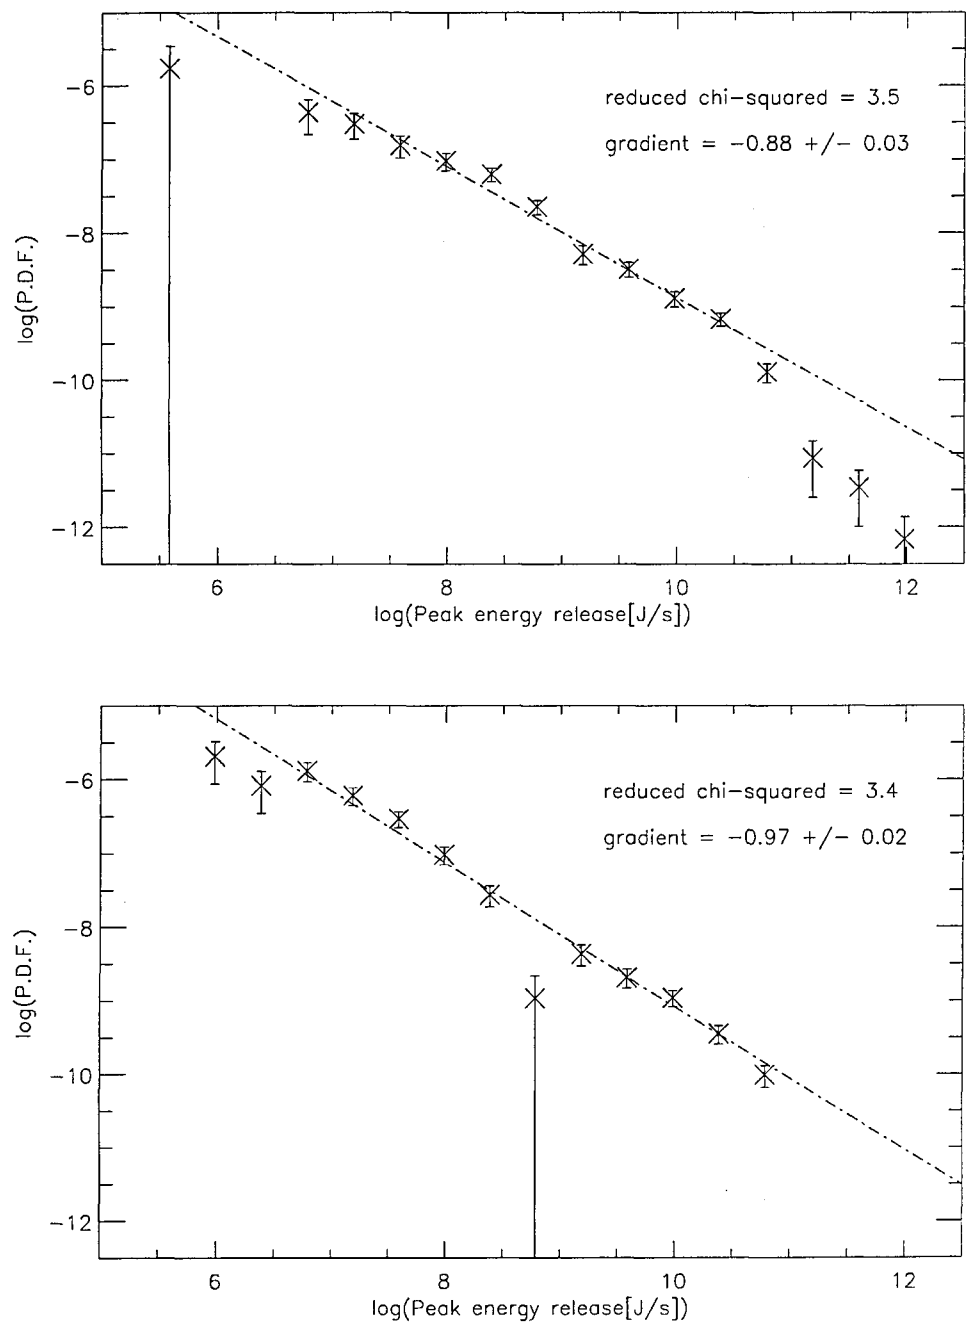 −6
−8
−10
−12
log(P.D.F.)
reduced chi−squared = 3.5
gradient = −0.88 +/− 0.03
6 8 10 12
log(Peak energy release[J/s])
−6
−8
−10
−12
log(P.D.F.)
reduced chi−squared = 3.4
gradient = −0.97 +/− 0.02
6 8 10 12
log(Peak energy release[J/s])